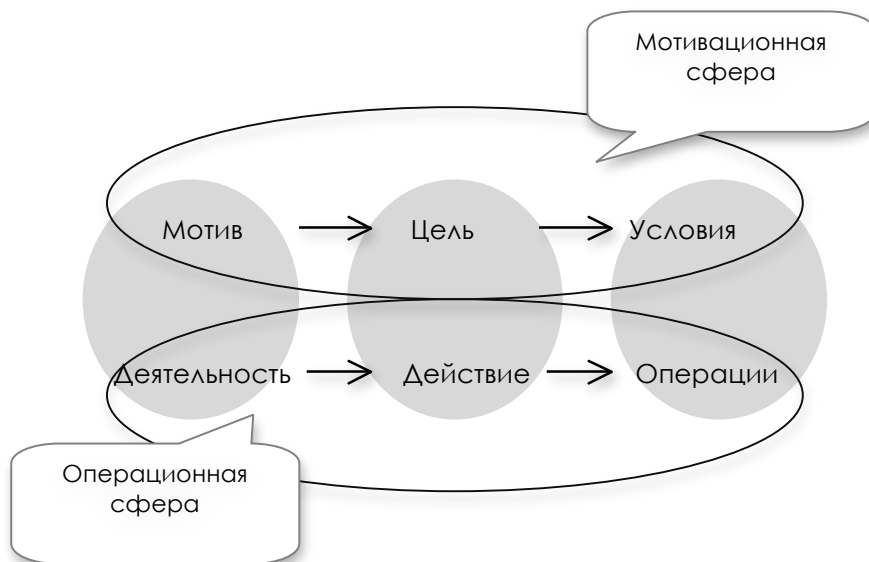 Мотивационная
сфера
Мотив
Цель
Условия
Деятельность
Действие
Операции
Операционная
сфера